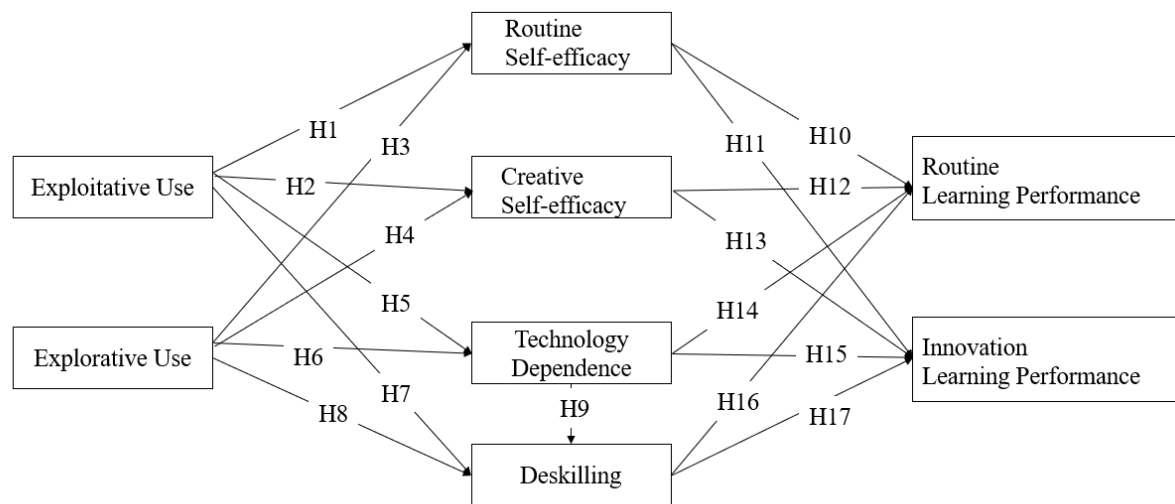 Routine
Self-efficacy
H1
H3
H11
H10
Exploitative Use
H2
Creative
Self-efficacy
H12
Routine
Learning Performance
H4
H13
H5
H14
Explorative Use
H6
Technology
Dependence
H15
Innovation
Learning Performance
H8
H7
H9
H16
H17
Deskilling